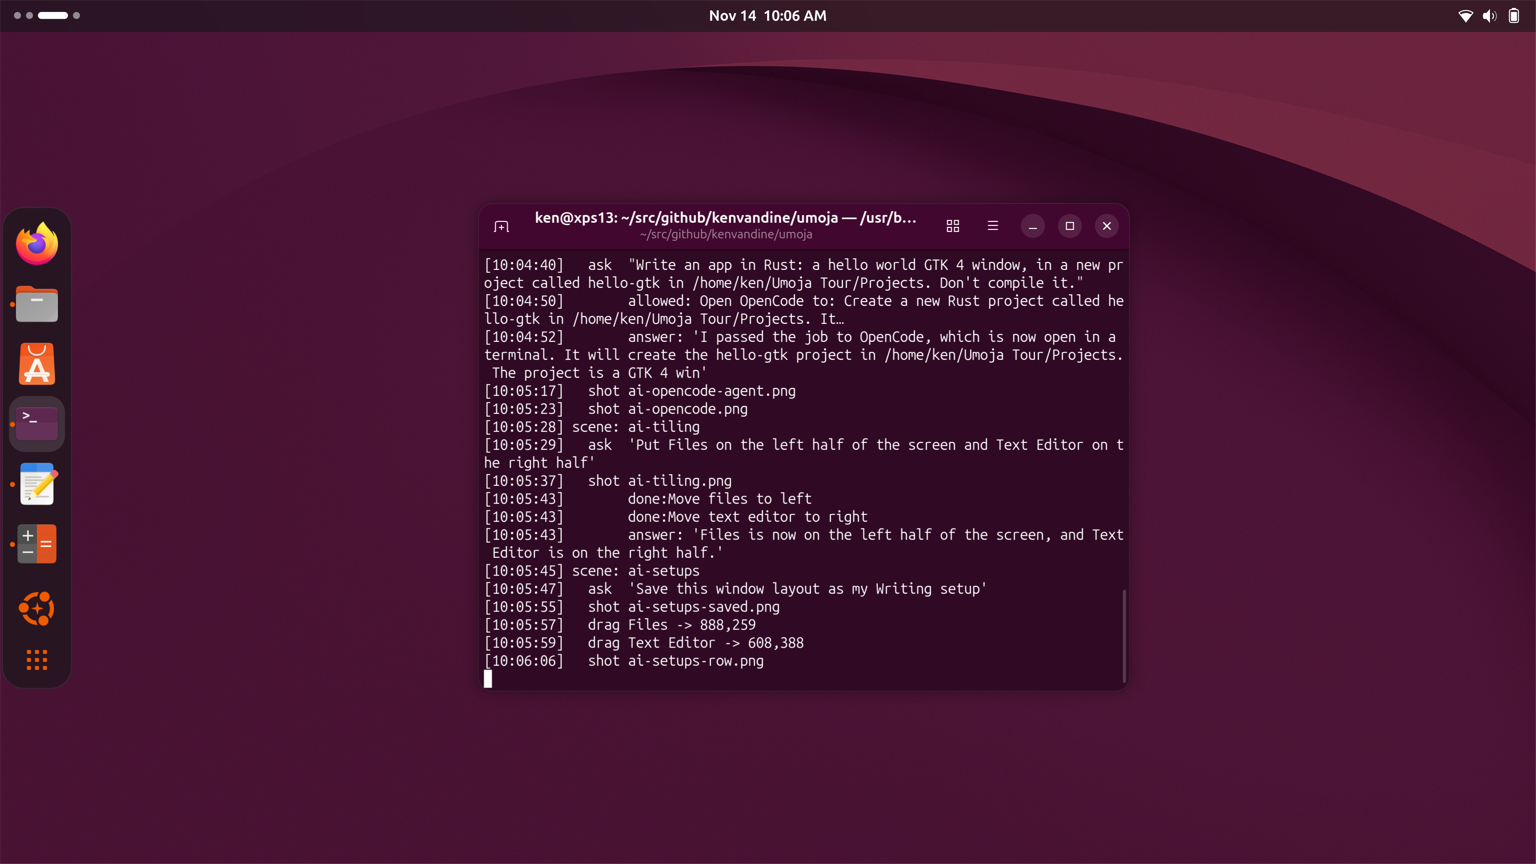 Nov 14 10:06 AM
ken@xps13: ~/src/github/kenvandine/umoja — /usr/b…
~/src/github/kenvandine/umoja
[10:04:40]   ask  "Write an app in Rust: a hello world GTK 4 window, in a new pr
oject called hello-gtk in /home/ken/Umoja Tour/Projects. Don't compile it."
[10:04:50]        allowed: Open OpenCode to: Create a new Rust project called he
llo-gtk in /home/ken/Umoja Tour/Projects. It…
[10:04:52]        answer: 'I passed the job to OpenCode, which is now open in a
terminal. It will create the hello-gtk project in /home/ken/Umoja Tour/Projects.
 The project is a GTK 4 win'
[10:05:17]   shot ai-opencode-agent.png
[10:05:23]   shot ai-opencode.png
[10:05:28] scene: ai-tiling
[10:05:29]   ask  'Put Files on the left half of the screen and Text Editor on t
he right half'
[10:05:37]   shot ai-tiling.png
[10:05:43]        done:Move files to left
[10:05:43]        done:Move text editor to right
[10:05:43]        answer: 'Files is now on the left half of the screen, and Text
 Editor is on the right half.'
[10:05:45] scene: ai-setups
[10:05:47]   ask  'Save this window layout as my Writing setup'
[10:05:55]   shot ai-setups-saved.png
[10:05:57]   drag Files -> 888,259
[10:05:59]   drag Text Editor -> 608,388
[10:06:06]   shot ai-setups-row.png